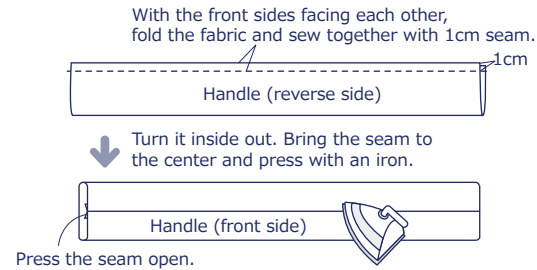 With the front sides facing each other,
fold the fabric and sew together with 1cm seam.
1cm
Handle (reverse side)
Turn it inside out. Bring the seam to
the center and press with an iron.
Handle (front side)
Press the seam open.